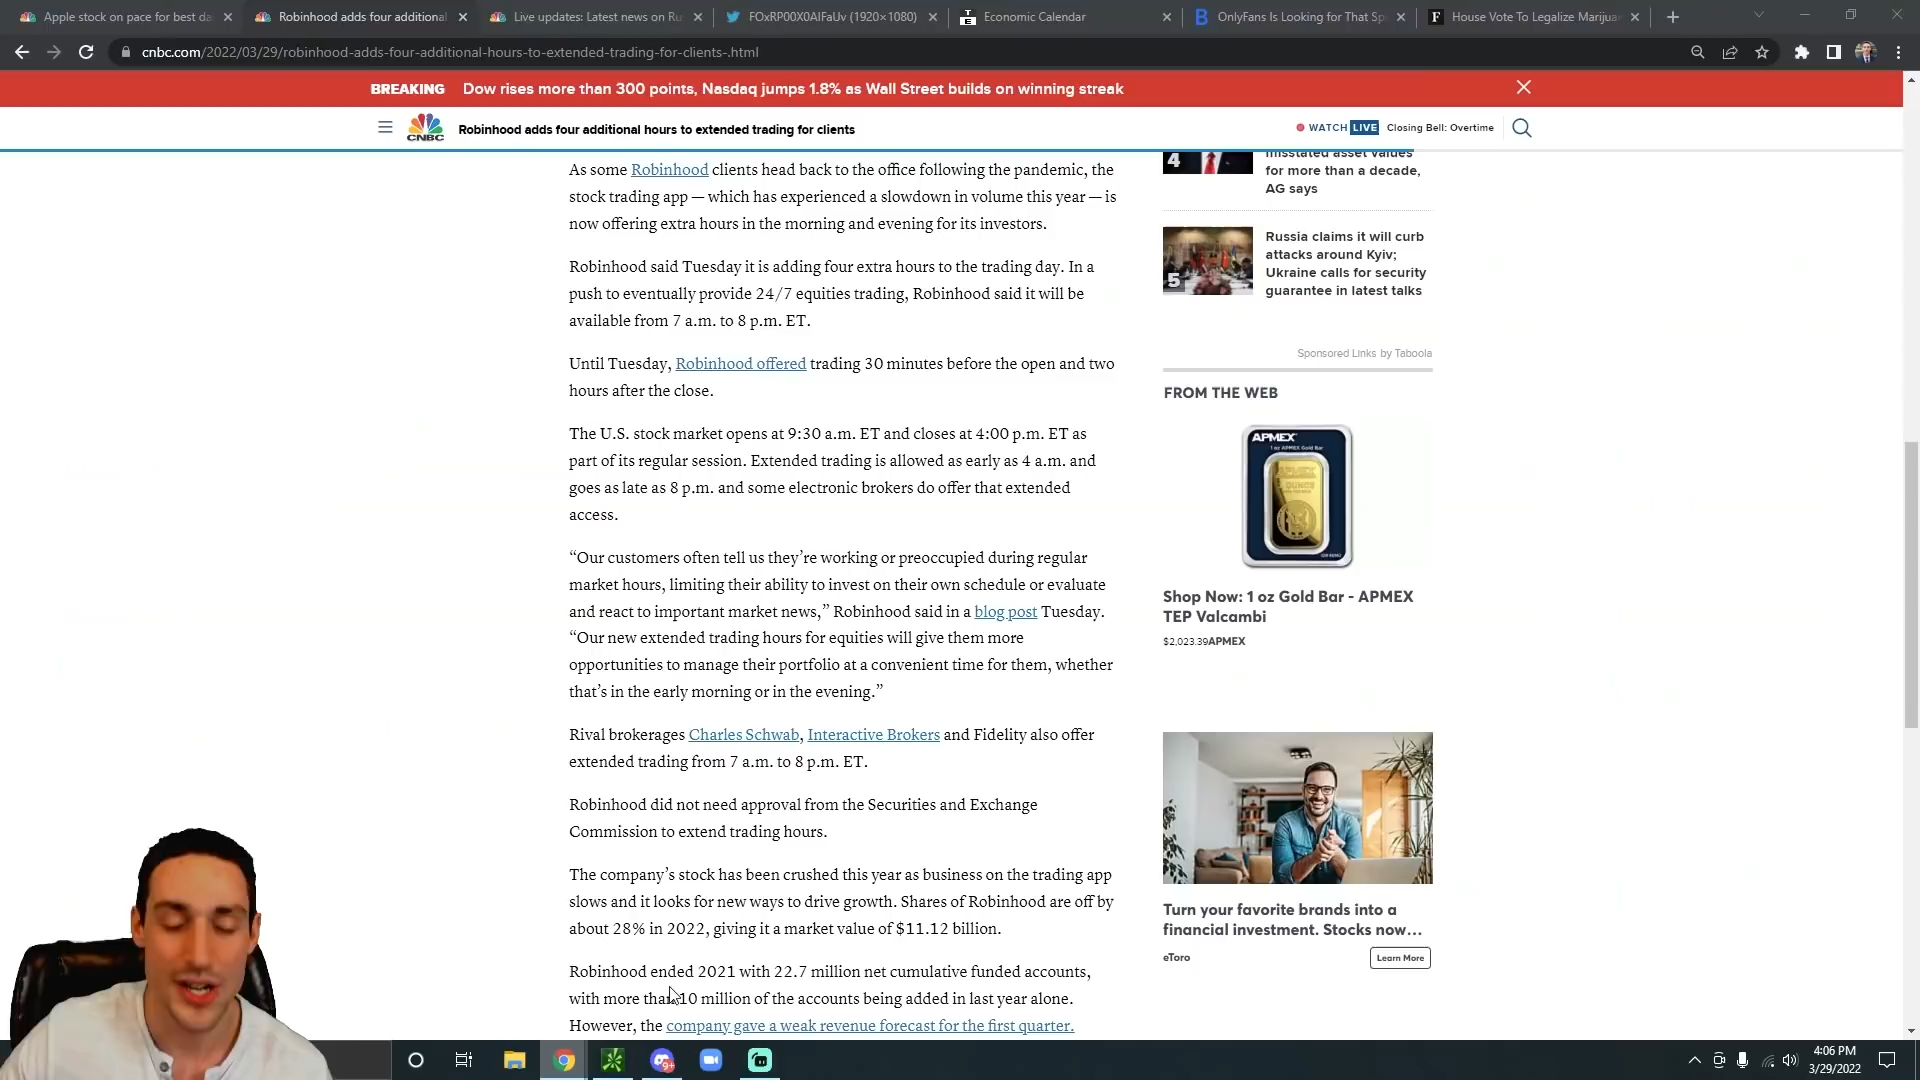 Apple stock on pace for best da
Robinhood adds four additional
Live updates: Latest news on Ru
FOxRP00X0AIFaUv (1920×1080)
Economic Calendar
OnlyFans Is Looking for That Sp
House Vote To Legalize Marijua
cnbc.com/2022/03/29/robinhood-adds-four-additional-hours-to-extended-trading-for-clients-.html
BREAKING Dow rises more than 300 points, Nasdaq jumps 1.8% as Wall Street builds on winning streak
CNBC
Robinhood adds four additional hours to extended trading for clients
WATCH LIVE Closing Bell: Overtime
As some Robinhood clients head back to the office following the pandemic, the
stock trading app — which has experienced a slowdown in volume this year — is
now offering extra hours in the morning and evening for its investors.
Robinhood said Tuesday it is adding four extra hours to the trading day. In a
push to eventually provide 24/7 equities trading, Robinhood said it will be
available from 7 a.m. to 8 p.m. ET.
Until Tuesday, Robinhood offered trading 30 minutes before the open and two
hours after the close.
The U.S. stock market opens at 9:30 a.m. ET and closes at 4:00 p.m. ET as
part of its regular session. Extended trading is allowed as early as 4 a.m. and
goes as late as 8 p.m. and some electronic brokers do offer that extended
access.
“Our customers often tell us they’re working or preoccupied during regular
market hours, limiting their ability to invest on their own schedule or evaluate
and react to important market news,” Robinhood said in a blog post Tuesday.
“Our new extended trading hours for equities will give them more
opportunities to manage their portfolio at a convenient time for them, whether
that’s in the early morning or in the evening.”
Rival brokerages Charles Schwab, Interactive Brokers and Fidelity also offer
extended trading from 7 a.m. to 8 p.m. ET.
Robinhood did not need approval from the Securities and Exchange
Commission to extend trading hours.
The company’s stock has been crushed this year as business on the trading app
slows and it looks for new ways to drive growth. Shares of Robinhood are off by
about 28% in 2022, giving it a market value of $11.12 billion.
Robinhood ended 2021 with 22.7 million net cumulative funded accounts,
with more than 10 million of the accounts being added in last year alone.
However, the company gave a weak revenue forecast for the first quarter.
4
misstated asset values
for more than a decade,
AG says
5
Russia claims it will curb
attacks around Kyiv;
Ukraine calls for security
guarantee in latest talks
Sponsored Links by Taboola
FROM THE WEB
APMEX
1 oz APMEX Gold Bar
Shop Now: 1 oz Gold Bar - APMEX
TEP Valcambi
$2,023.39APMEX
Turn your favorite brands into a
financial investment. Stocks now…
eToro
Learn More
9+
4:06 PM
3/29/2022